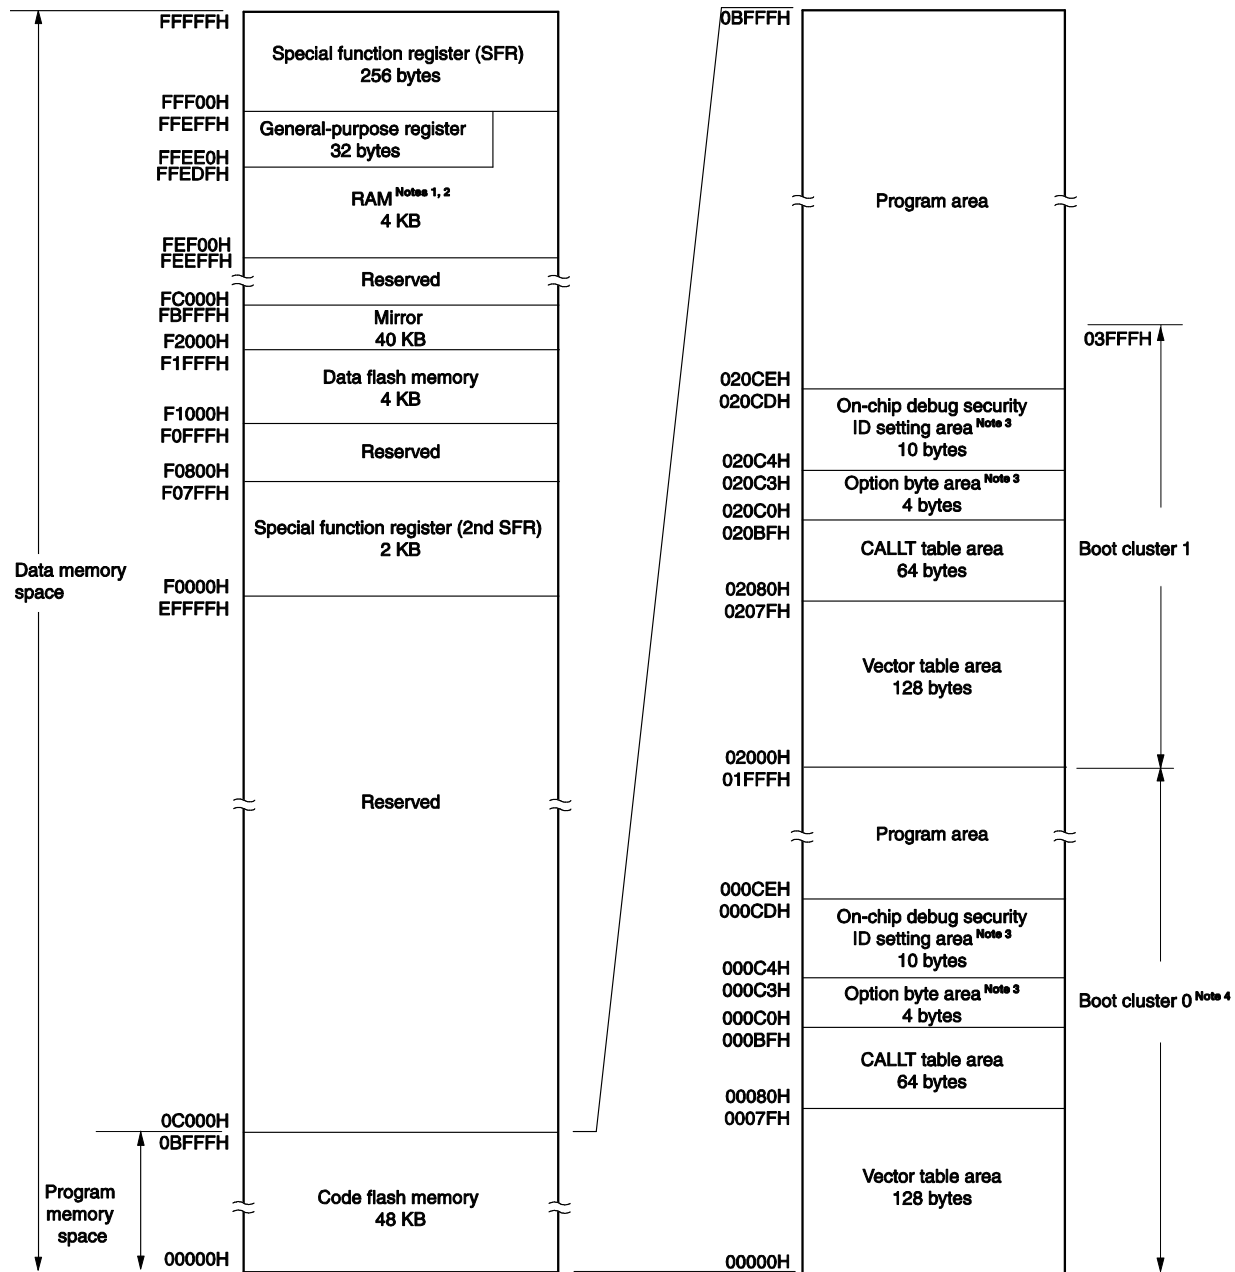 FFFFFH
Special function register (SFR)
256 bytes
FFF00H
FFEFFH
General-purpose register
32 bytes
FFEE0H
FFEDFH
RAM Notes 1, 2
4 KB
FEF00H
FEEFFH
Reserved
FC000H
FBFFFH
Mirror
40 KB
F2000H
F1FFFH
Data flash memory
4 KB
F1000H
F0FFFH
Reserved
F0800H
F07FFH
Special function register (2nd SFR)
2 KB
Data memory
space
F0000H
EFFFFH
Reserved
0C000H
0BFFFH
Program
memory
space
Code flash memory
48 KB
00000H
0BFFFH
Program area
03FFFH
020CEH
020CDH
On-chip debug security
ID setting area Note 3
10 bytes
020C4H
020C3H
Option byte area Note 3
4 bytes
020C0H
020BFH
CALLT table area
64 bytes
Boot cluster 1
02080H
0207FH
Vector table area
128 bytes
02000H
01FFFH
Program area
000CEH
000CDH
On-chip debug security
ID setting area Note 3
10 bytes
000C4H
000C3H
Option byte area Note 3
4 bytes
Boot cluster 0 Note 4
000C0H
000BFH
CALLT table area
64 bytes
00080H
0007FH
Vector table area
128 bytes
00000H